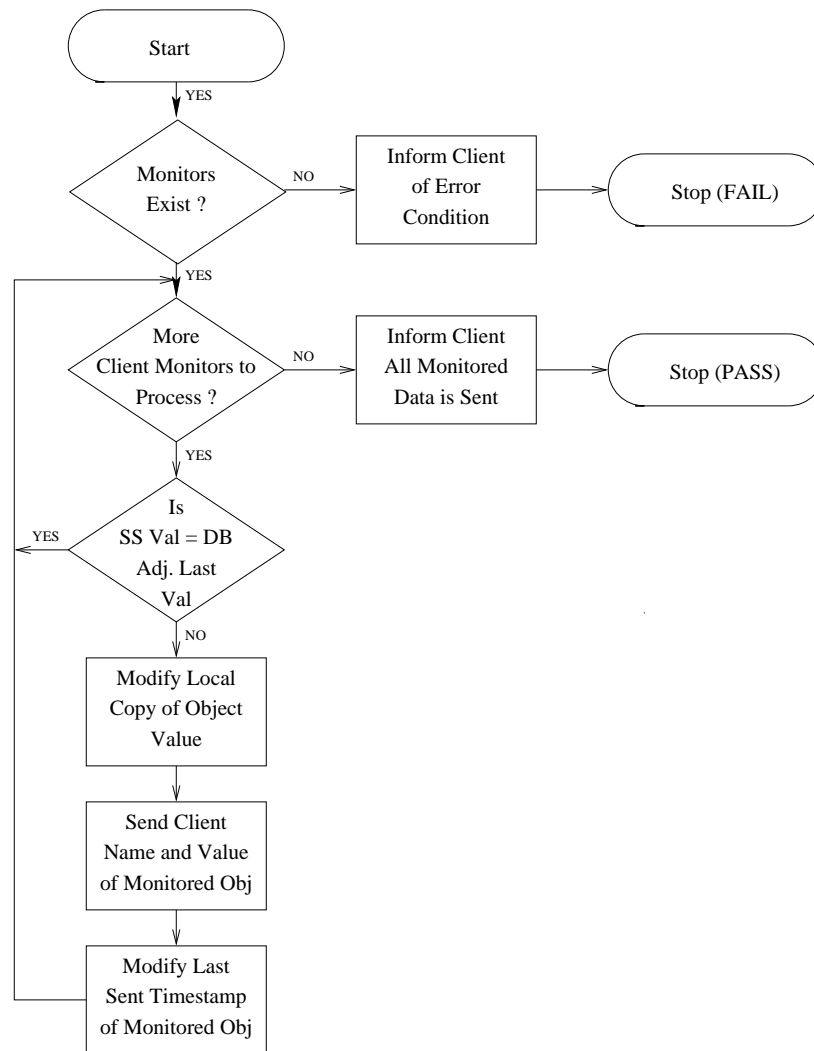 Start
YES
Monitors
Exist ?
NO
Inform Client
of Error
Condition
Stop (FAIL)
YES
More
Client Monitors to
Process ?
NO
Inform Client
All Monitored
Data is Sent
Stop (PASS)
YES
Is
SS Val = DB
Adj. Last
Val
YES
NO
Modify Local
Copy of Object
Value
Send Client
Name and Value
of Monitored Obj
Modify Last
Sent Timestamp
of Monitored Obj